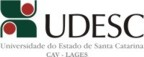 UDESC
Universidade do Estado de Santa Catarina
CAV - LAGES